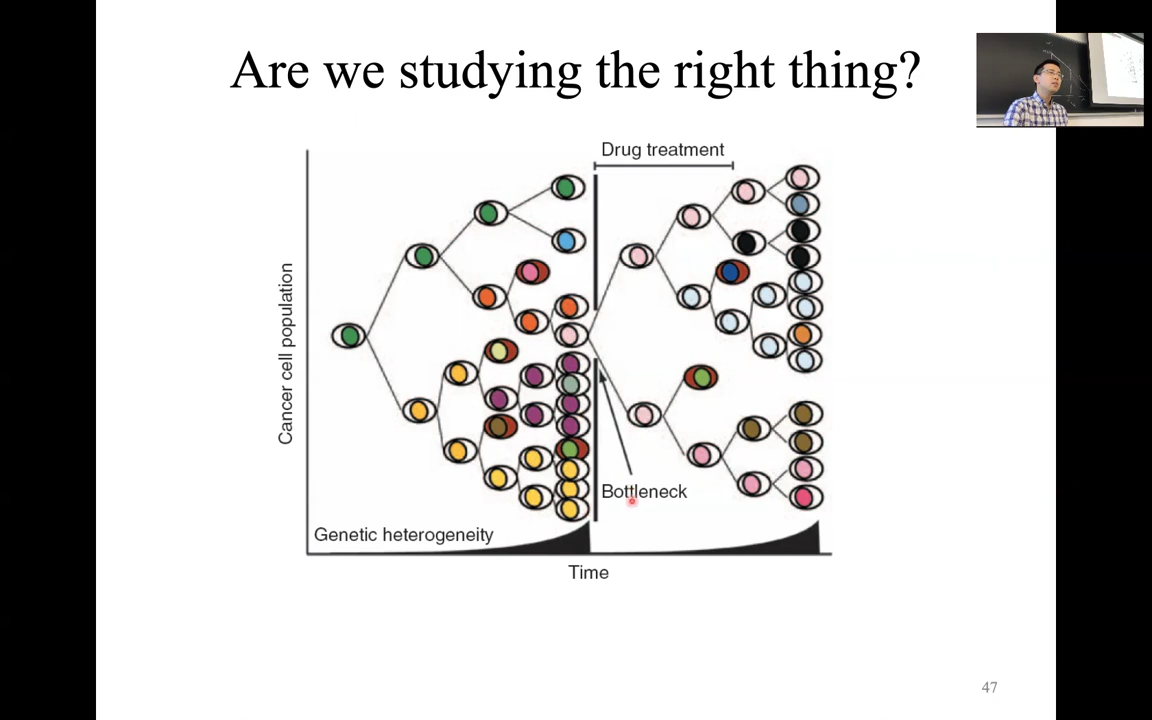 Are we studying the right thing?
Drug treatment
Cancer cell population
Bottleneck
Genetic heterogeneity
Time
47